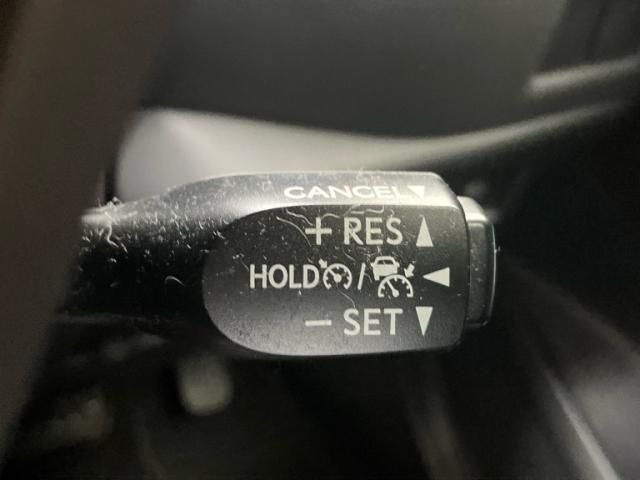 CANCEL▼
+ RES ▲
HOLD / ◀
− SET ▼